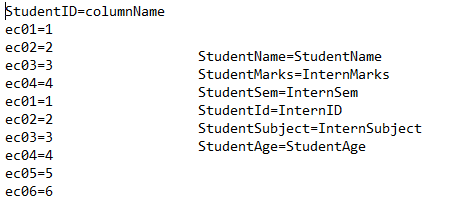 StudentID=columnName
ec01=1
ec02=2
ec03=3
ec04=4
ec01=1
ec02=2
ec03=3
ec04=4
ec05=5
ec06=6
StudentName=StudentName
StudentMarks=InternMarks
StudentSem=InternSem
StudentId=InternID
StudentSubject=InternSubject
StudentAge=StudentAge